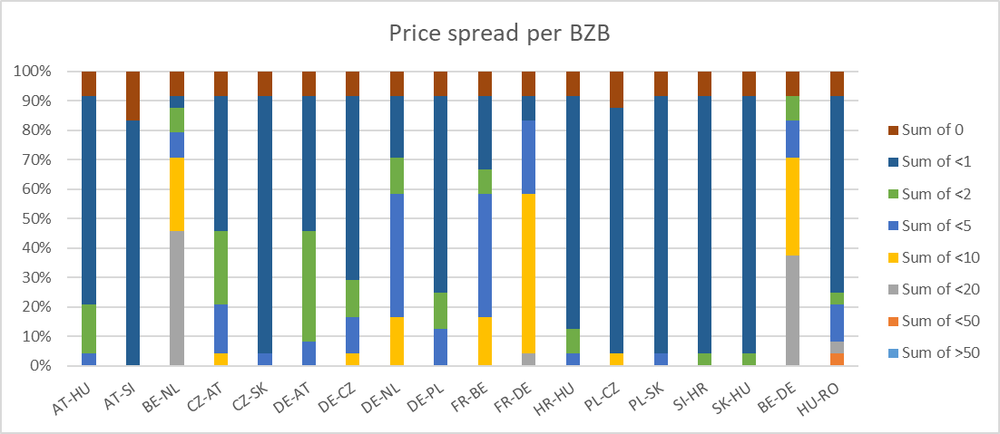 Price spread per BZB
100%
90%
80%
70%
60%
50%
40%
30%
20%
10%
0%
AT-HU
AT-SI
BE-NL
CZ-AT
CZ-SK
DE-AT
DE-CZ
DE-NL
DE-PL
FR-BE
FR-DE
HR-HU
PL-CZ
PL-SK
SI-HR
SK-HU
BE-DE
HU-RO
Sum of 0
Sum of <1
Sum of <2
Sum of <5
Sum of <10
Sum of <20
Sum of <50
Sum of >50